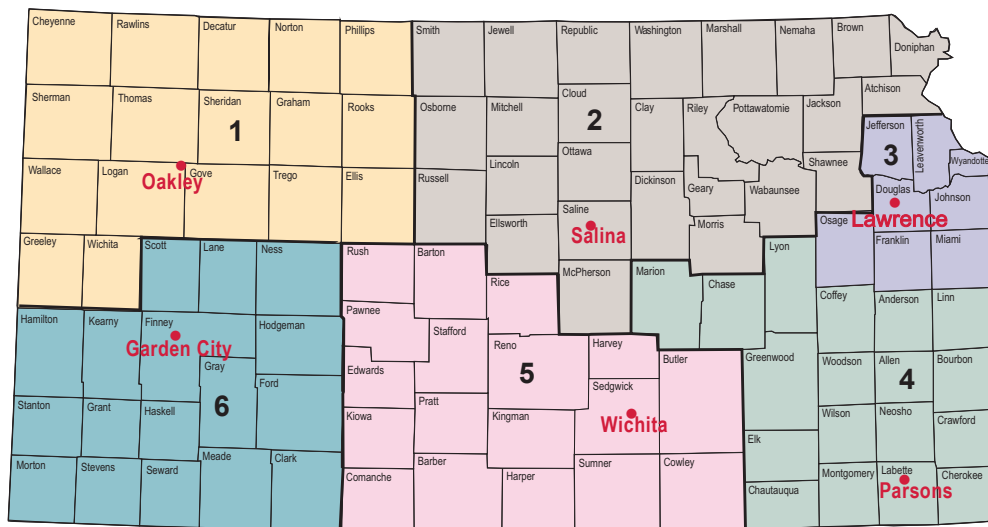 Cheyenne
Rawlins
Decatur
Norton
Phillips
Smith
Jewell
Republic
Washington
Marshall
Nemaha
Brown
Doniphan
Atchison
Sherman
Thomas
Sheridan
Graham
Rooks
Osborne
Mitchell
Cloud
Clay
Riley
Pottawatomie
Jackson
Jefferson
Leavenworth
Wyandotte
1
2
3
Wallace
Logan
Gove
Trego
Ellis
Russell
Lincoln
Ottawa
Dickinson
Geary
Wabaunsee
Shawnee
Douglas
Johnson
Oakley
Ellsworth
Saline
Salina
Morris
Osage
Lawrence
Franklin
Miami
Greeley
Wichita
Scott
Lane
Ness
Rush
Barton
Rice
McPherson
Marion
Chase
Lyon
Coffey
Anderson
Linn
Hamilton
Kearny
Finney
Garden City
Hodgeman
Pawnee
Stafford
Reno
Harvey
Butler
Greenwood
Woodson
Allen
Bourbon
Gray
Ford
Edwards
5
Sedgwick
4
6
Stanton
Grant
Haskell
Kiowa
Pratt
Kingman
Wichita
Elk
Wilson
Neosho
Crawford
Morton
Stevens
Seward
Meade
Clark
Comanche
Barber
Harper
Sumner
Cowley
Chautauqua
Montgomery
Labette
Parsons
Cherokee